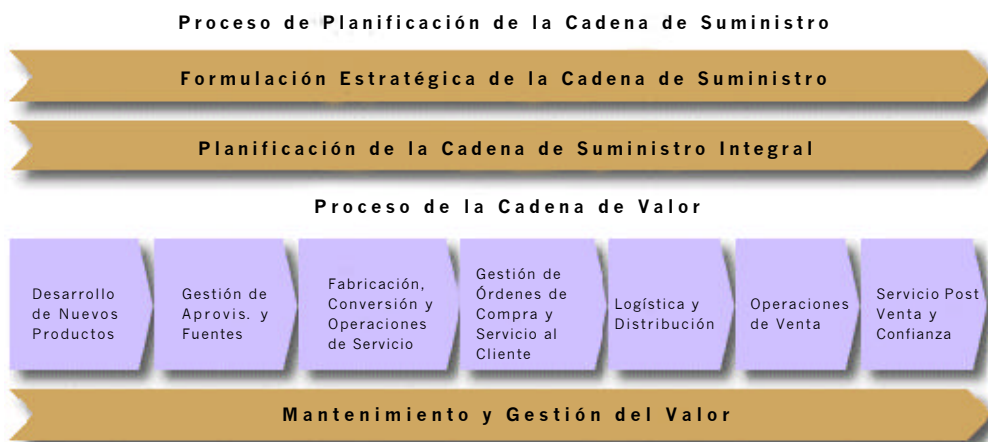 Proceso de Planificación de la Cadena de Suministro
Formulación Estratégica de la Cadena de Suministro
Planificación de la Cadena de Suministro Integral
Proceso de la Cadena de Valor
Desarrollo
de Nuevos
Productos
Gestión de
Aprovis. y
Fuentes
Fabricación,
Conversión y
Operaciones
de Servicio
Gestión de
Órdenes de
Compra y
Servicio al
Cliente
Logística y
Distribución
Operaciones
de Venta
Servicio Post
Venta y
Confianza
Mantenimiento y Gestión del Valor